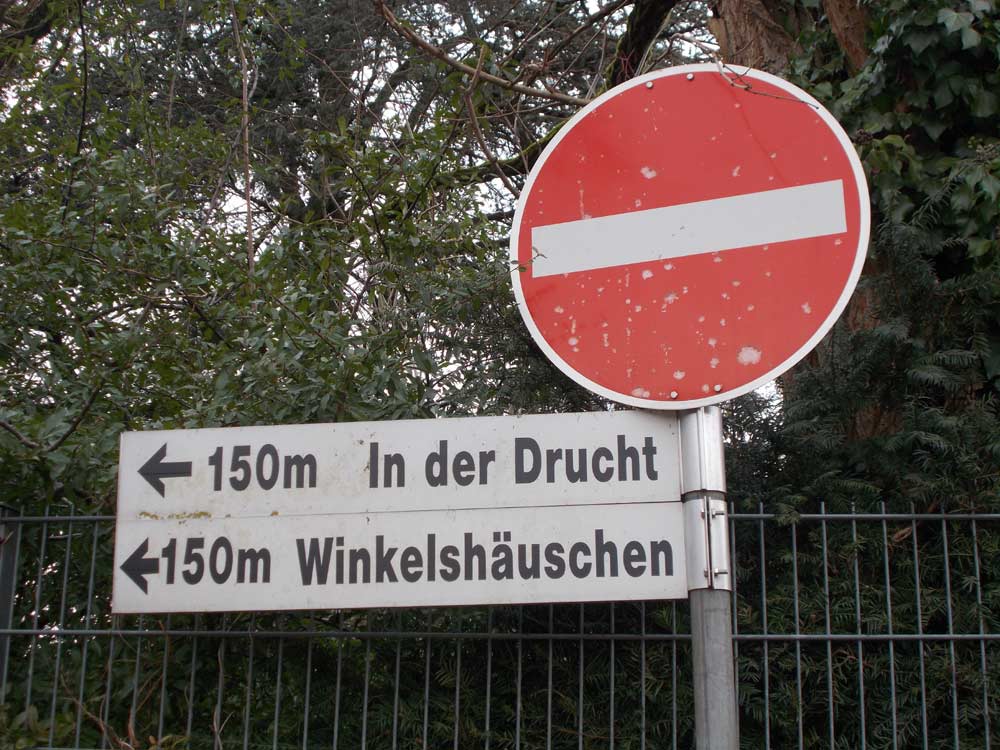 ← 150m In der Drucht
← 150m Winkelshäuschen